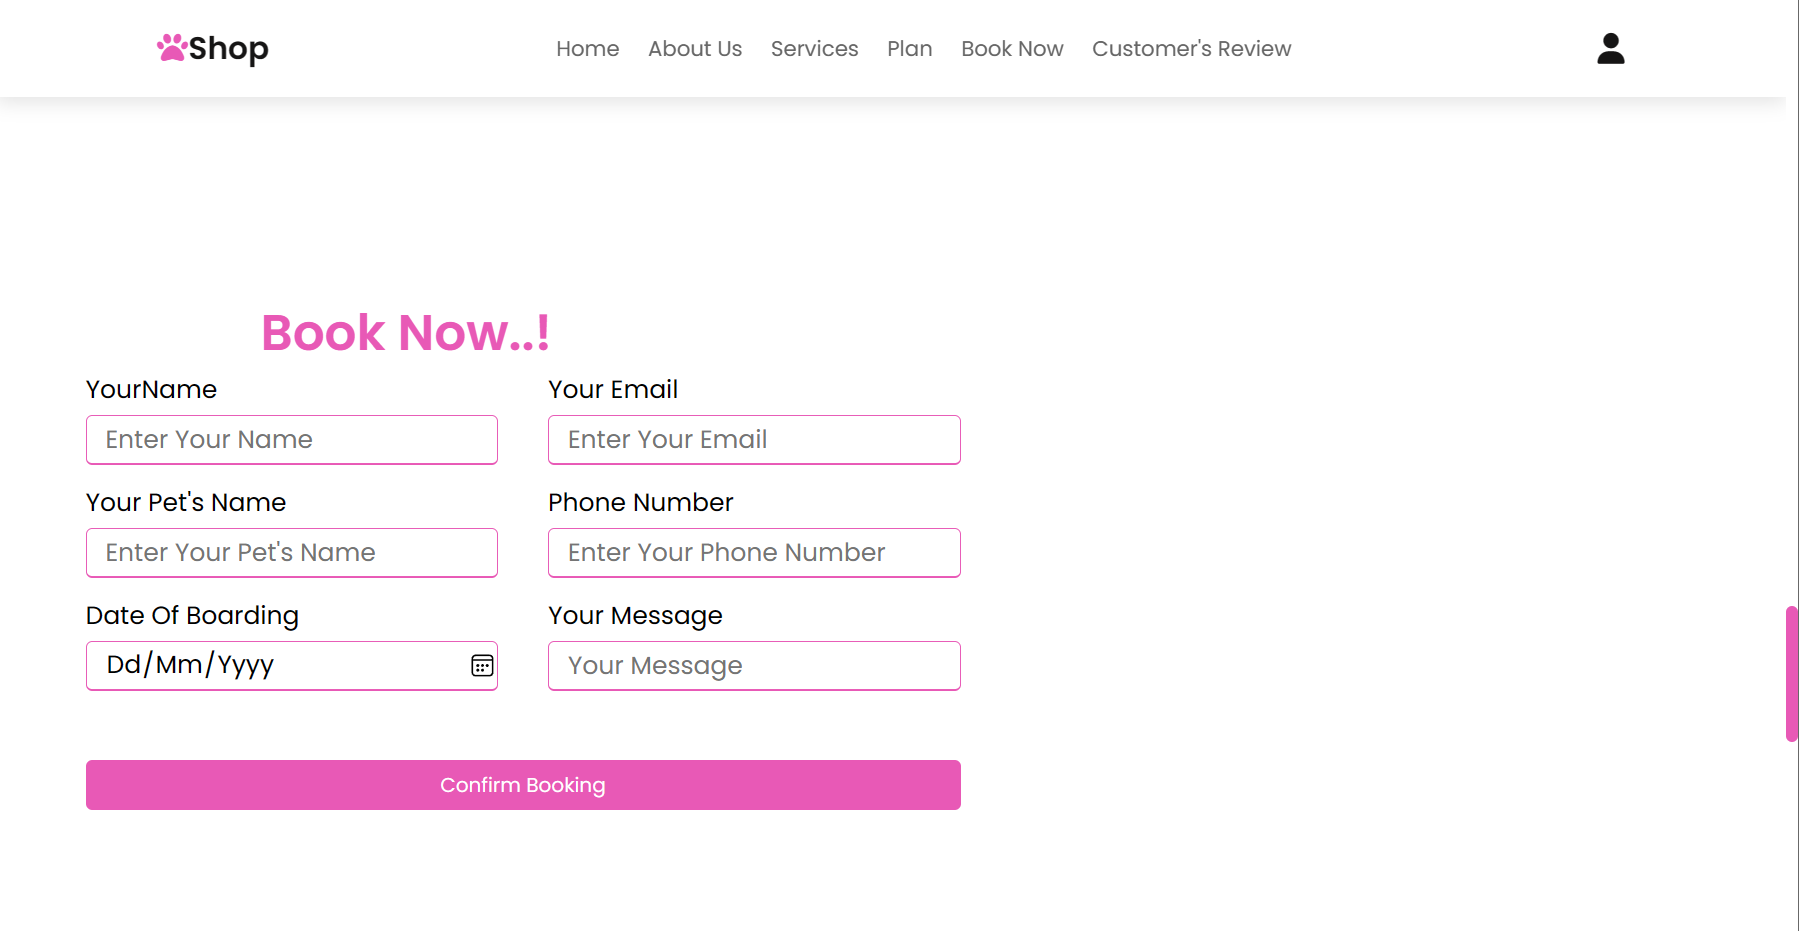 Shop
Home About Us Services Plan Book Now Customer's Review
Book Now..!
YourName
Your Email
Enter Your Name
Enter Your Email
Your Pet's Name
Phone Number
Enter Your Pet's Name
Enter Your Phone Number
Date Of Boarding
Your Message
Dd/Mm/Yyyy
Your Message
Confirm Booking